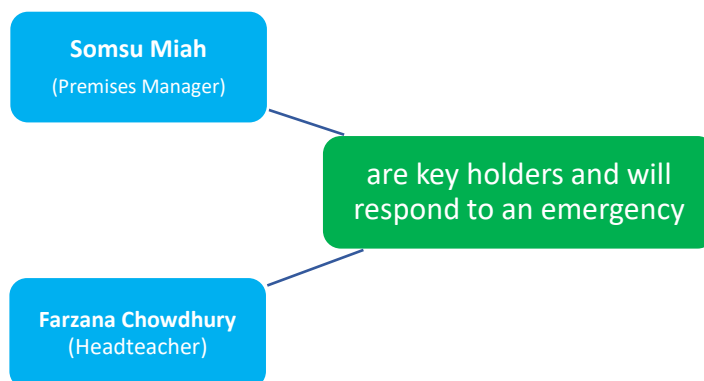 Somsu Miah
(Premises Manager)
are key holders and will
respond to an emergency
Farzana Chowdhury
(Headteacher)